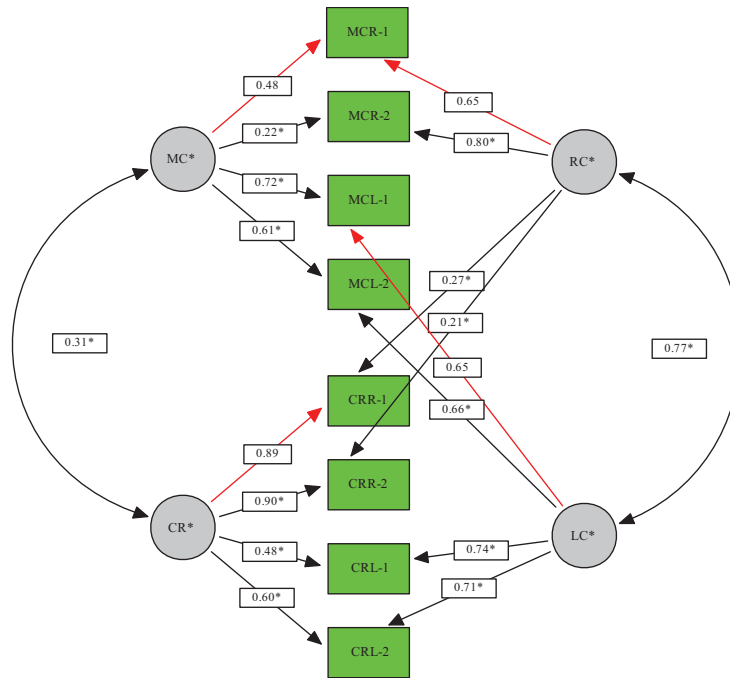 MCR-1
0.48
0.65
MCR-2
0.22*
0.80*
MC*
RC*
0.72*
MCL-1
0.61*
MCL-2
0.27*
0.21*
0.31*
0.77*
0.65
CRR-1
0.66*
0.89
CRR-2
0.90*
CR*
LC*
0.48*
CRL-1
0.74*
0.71*
0.60*
CRL-2